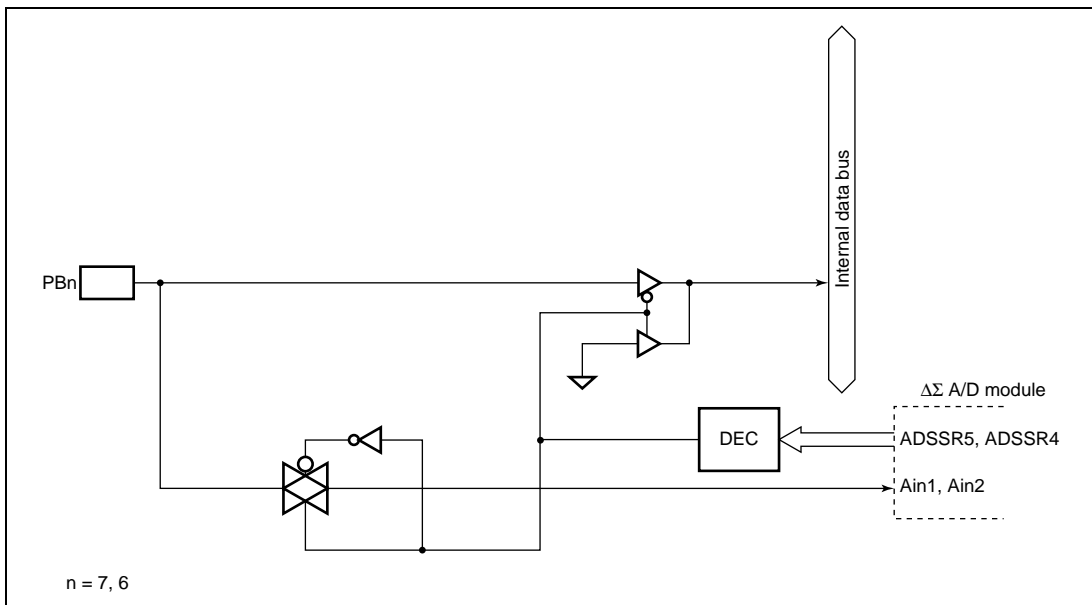 Internal data bus
PBn
ΔΣ A/D module
DEC
ADSSR5, ADSSR4
Ain1, Ain2
n = 7, 6